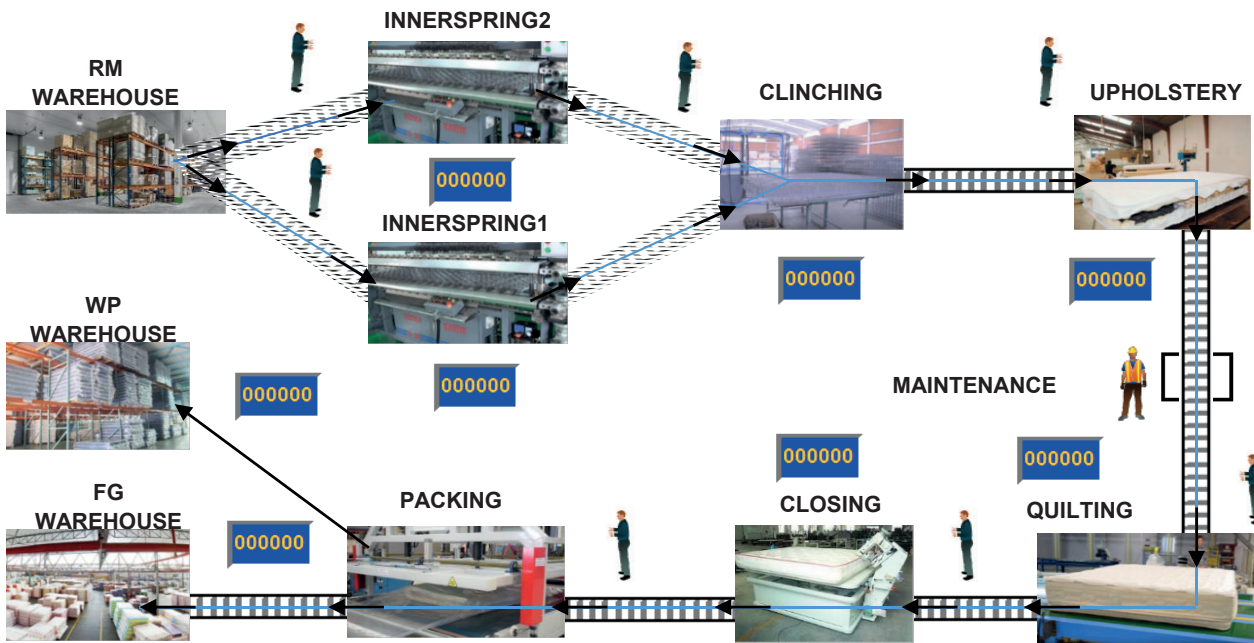 INNERSPRING2
RM
WAREHOUSE
CLINCHING
UPHOLSTERY
000000
INNERSPRING1
000000
000000
WP
WAREHOUSE
000000
000000
MAINTENANCE
000000
000000
FG
WAREHOUSE
PACKING
CLOSING
QUILTING
000000